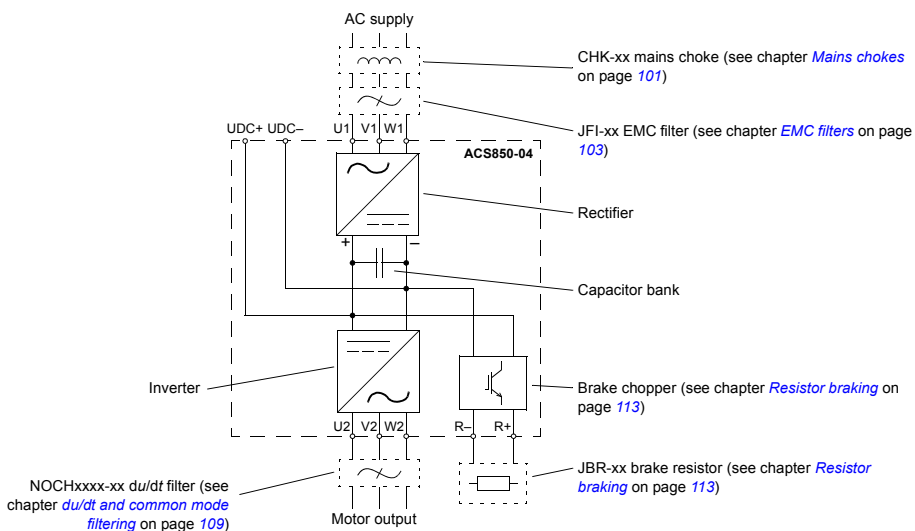 AC supply
CHK-xx mains choke (see chapter Mains chokes
on page 101)
JFI-xx EMC filter (see chapter EMC filters on page
103)
UDC+ UDC–
U1 V1 W1
ACS850-04
Rectifier
+ –
Capacitor bank
Inverter
Brake chopper (see chapter Resistor braking on
page 113)
U2 V2 W2
R– R+
JBR-xx brake resistor (see chapter Resistor
braking on page 113)
NOCHxxxx-xx du/dt filter (see
chapter du/dt and common mode
filtering on page 109)
Motor output